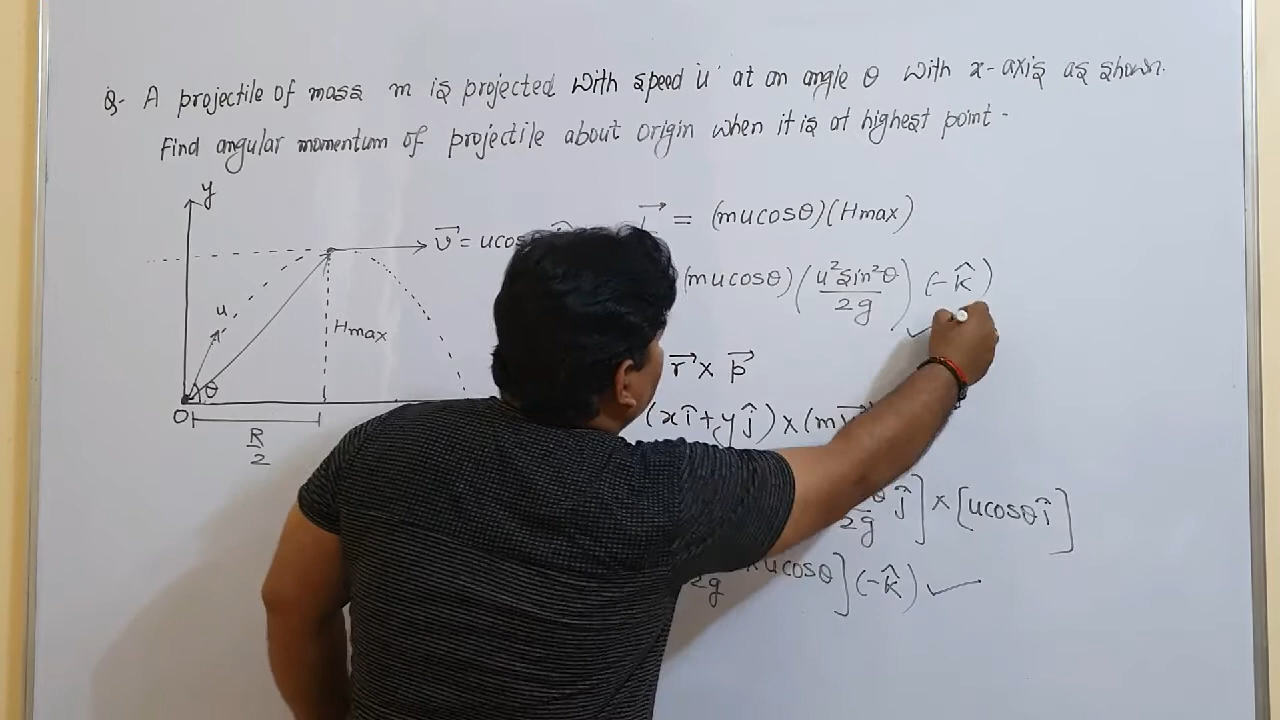 Q- A projectile of mass m is projected with speed 'u' at an angle θ with x-axis as shown.
Find angular momentum of projectile about origin when it is at highest point.
y
v⃗ = ucos
u
Hmax
θ
O
R/2
L⃗ = (mucosθ)(Hmax)
(mucosθ)(u²sin²θ/2g)(-k̂)
r⃗ × p⃗
(xî+yĵ)×(mv⃗
θ/2g ĵ]×[ucosθ î]
2g × ucosθ](-k̂)